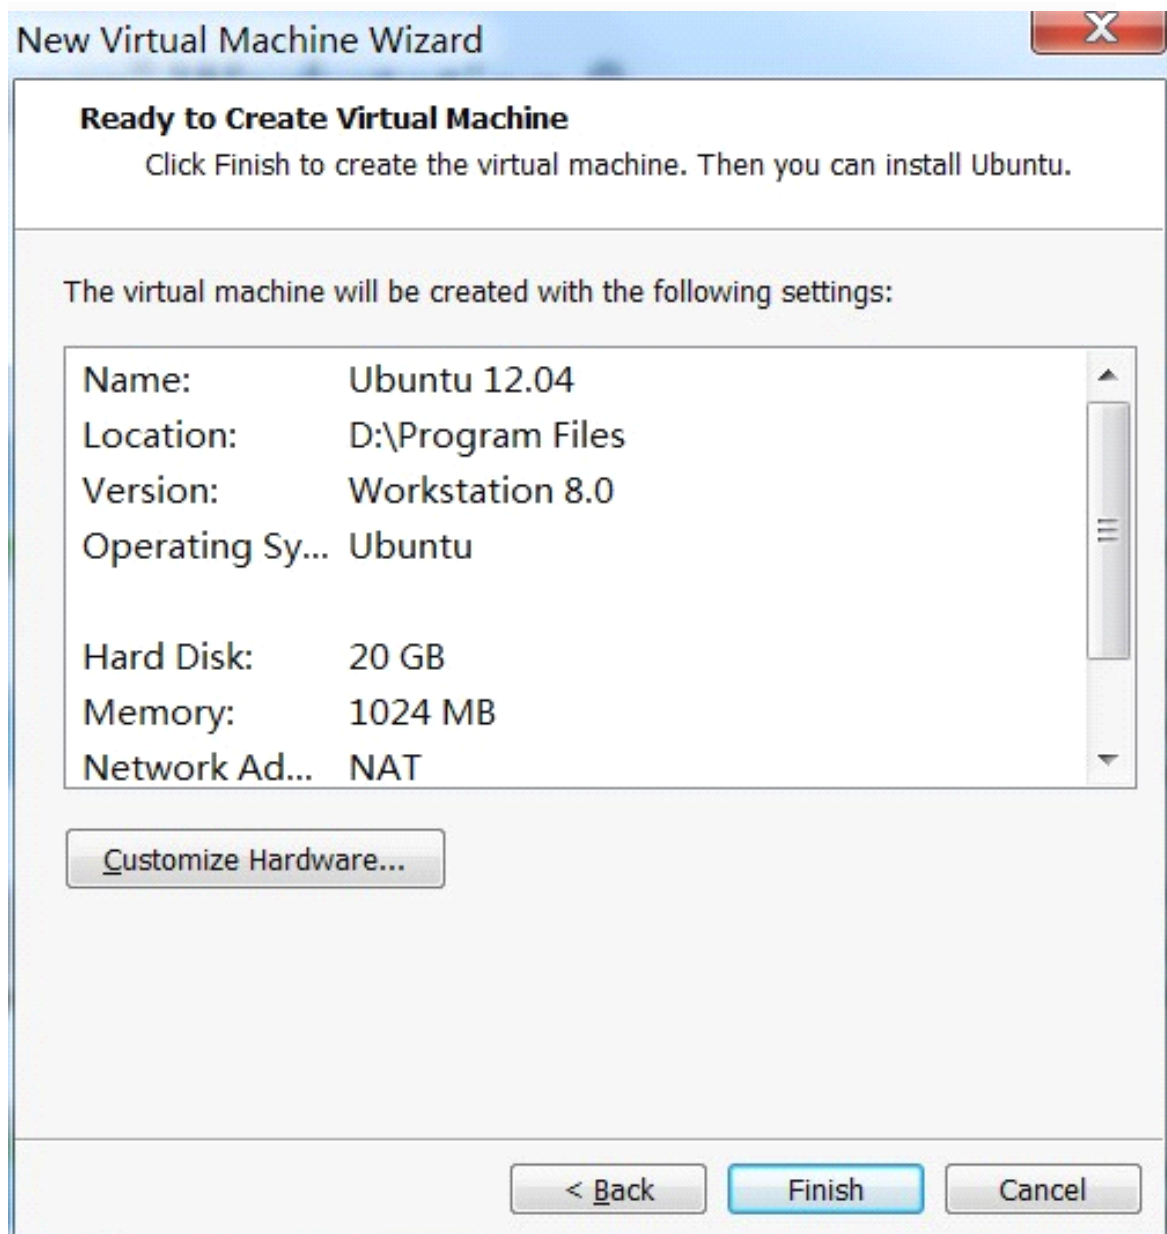 New Virtual Machine Wizard
Ready to Create Virtual Machine
Click Finish to create the virtual machine. Then you can install Ubuntu.
The virtual machine will be created with the following settings:
Name: Ubuntu 12.04
Location: D:\Program Files
Version: Workstation 8.0
Operating Sy... Ubuntu
Hard Disk: 20 GB
Memory: 1024 MB
Network Ad... NAT
Customize Hardware...
< Back Finish Cancel